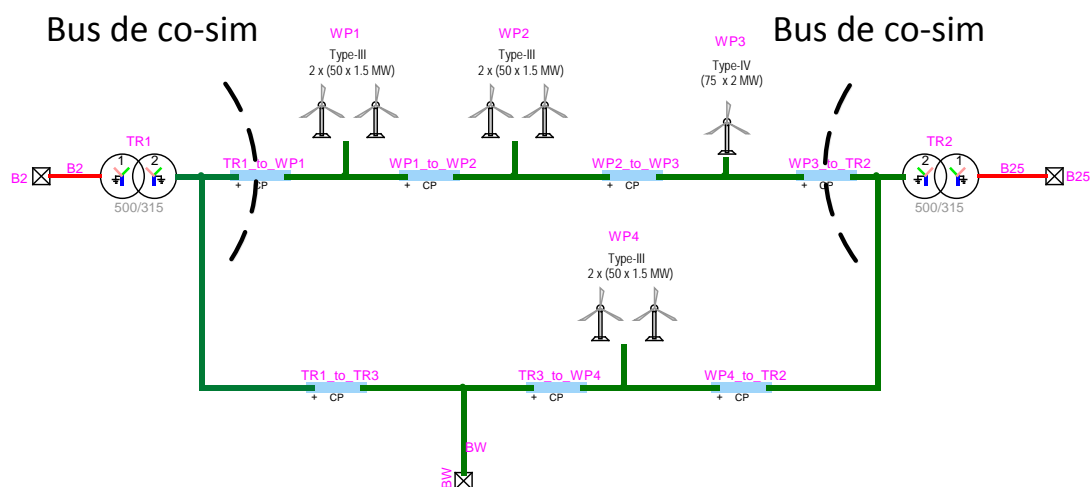 Bus de co-sim
Bus de co-sim
WP1
Type-III
2 x (50 x 1.5 MW)
WP2
Type-III
2 x (50 x 1.5 MW)
WP3
Type-IV
(75 x 2 MW)
TR1
1 2
500/315
B2
B2
TR1_to_WP1
+ CP
WP1_to_WP2
+ CP
WP2_to_WP3
+ CP
WP3_to_TR2
+ CP
TR2
2 1
500/315
B25
B25
WP4
Type-III
2 x (50 x 1.5 MW)
TR1_to_TR3
+ CP
TR3_to_WP4
+ CP
WP4_to_TR2
+ CP
BW
BW